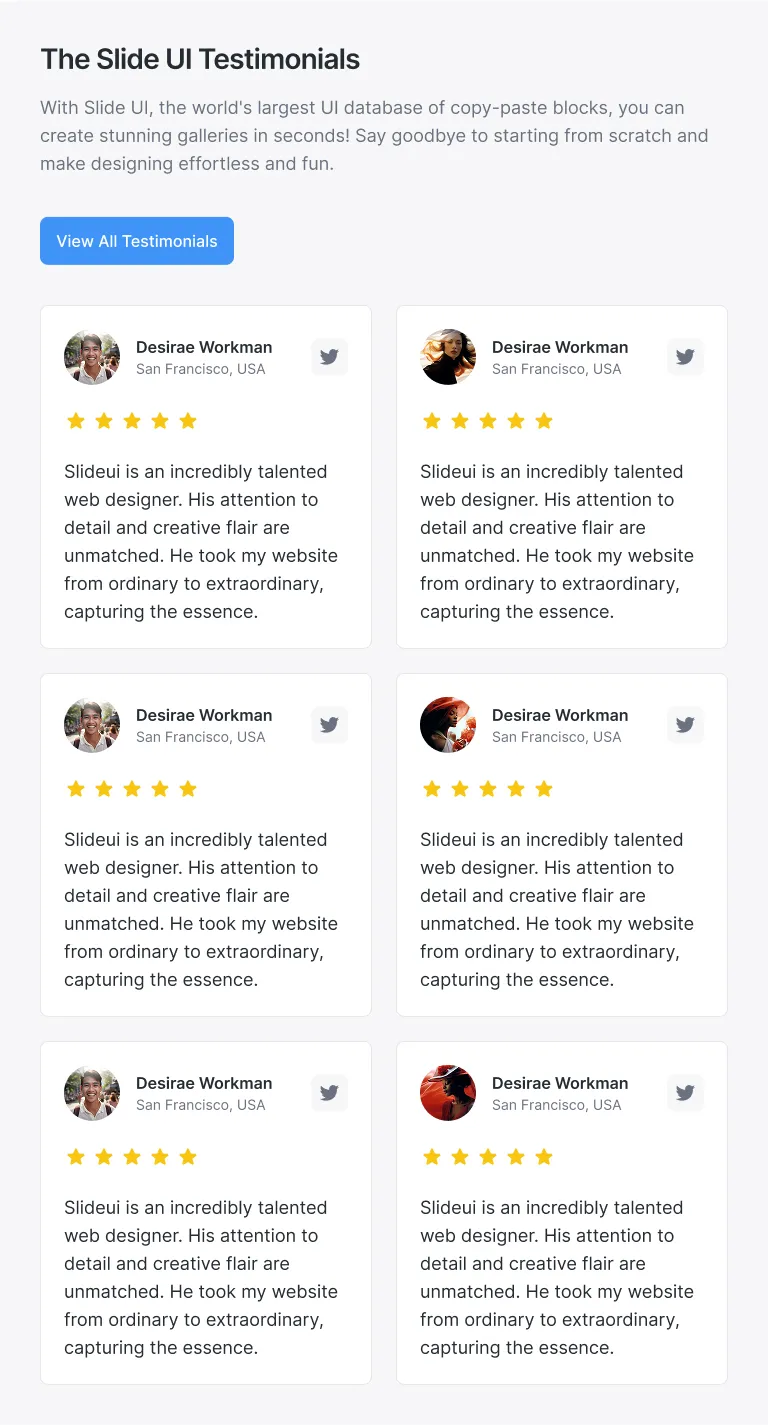 The Slide UI Testimonials
With Slide UI, the world's largest UI database of copy-paste blocks, you can
create stunning galleries in seconds! Say goodbye to starting from scratch and
make designing effortless and fun.
View All Testimonials
Desirae Workman
San Francisco, USA
Slideui is an incredibly talented
web designer. His attention to
detail and creative flair are
unmatched. He took my website
from ordinary to extraordinary,
capturing the essence.
Desirae Workman
San Francisco, USA
Slideui is an incredibly talented
web designer. His attention to
detail and creative flair are
unmatched. He took my website
from ordinary to extraordinary,
capturing the essence.
Desirae Workman
San Francisco, USA
Slideui is an incredibly talented
web designer. His attention to
detail and creative flair are
unmatched. He took my website
from ordinary to extraordinary,
capturing the essence.
Desirae Workman
San Francisco, USA
Slideui is an incredibly talented
web designer. His attention to
detail and creative flair are
unmatched. He took my website
from ordinary to extraordinary,
capturing the essence.
Desirae Workman
San Francisco, USA
Slideui is an incredibly talented
web designer. His attention to
detail and creative flair are
unmatched. He took my website
from ordinary to extraordinary,
capturing the essence.
Desirae Workman
San Francisco, USA
Slideui is an incredibly talented
web designer. His attention to
detail and creative flair are
unmatched. He took my website
from ordinary to extraordinary,
capturing the essence.